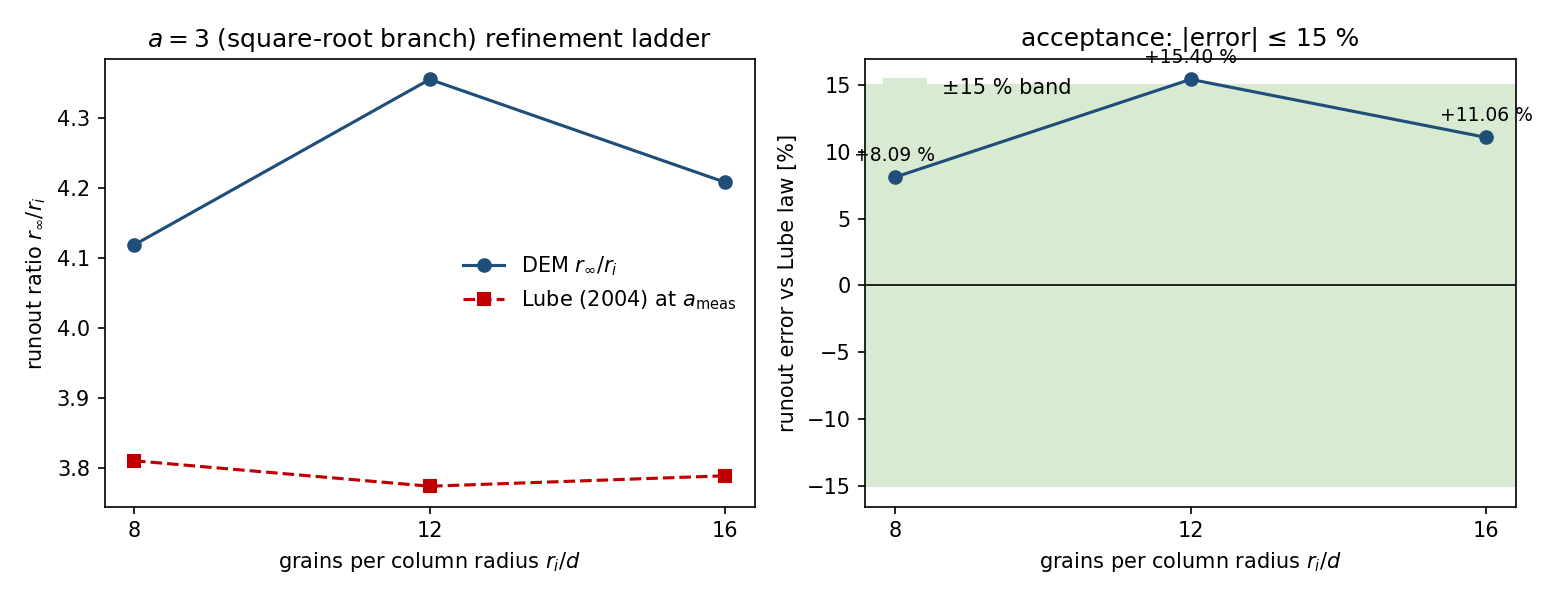 a = 3 (square-root branch) refinement ladder
runout ratio r∞/ri
4.3
4.2
4.1
4.0
3.9
3.8
DEM r∞/ri
Lube (2004) at ameas
8
12
16
grains per column radius ri/d
acceptance: |error| ≤ 15 %
runout error vs Lube law [%]
15
10
5
0
−5
−10
−15
±15 % band
+8.09 %
+15.40 %
+11.06 %
8
12
16
grains per column radius ri/d